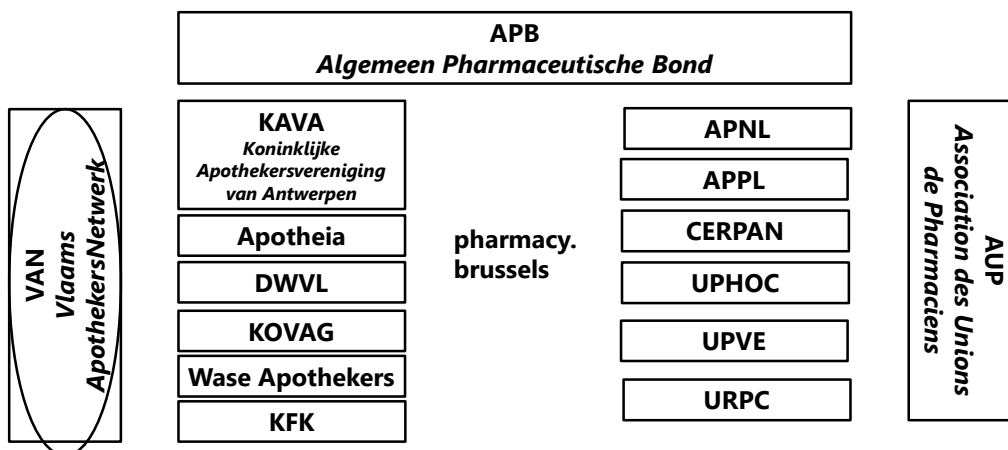 APB
Algemeen Pharmaceutische Bond
VAN
Vlaams
ApothekersNetwerk
KAVA
Koninklijke
Apothekersvereniging
van Antwerpen
Apotheia
DWVL
KOVAG
Wase Apothekers
KFK
pharmacy.
brussels
APNL
APPL
CERPAN
UPHOC
UPVE
URPC
AUP
Association des Unions
de Pharmaciens